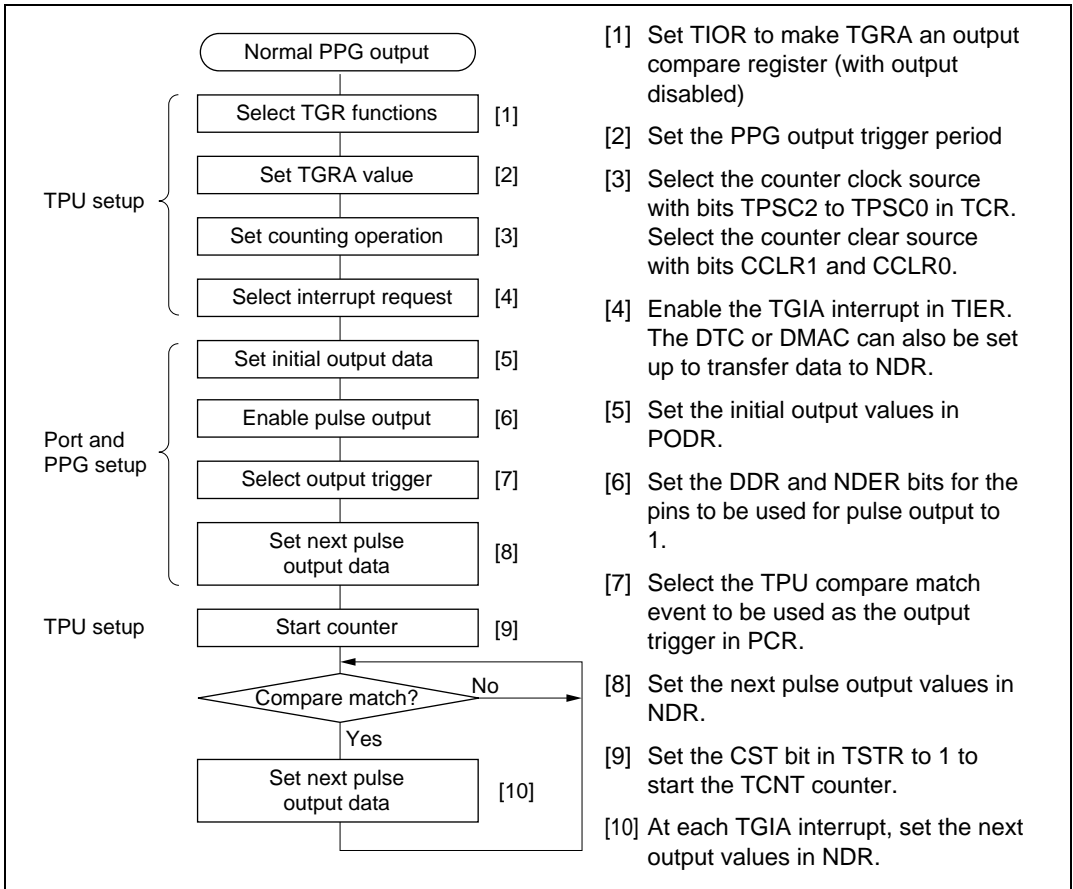 Normal PPG output
Select TGR functions [1]
Set TGRA value [2]
TPU setup
Set counting operation [3]
Select interrupt request [4]
Set initial output data [5]
Enable pulse output [6]
Port and
PPG setup
Select output trigger [7]
Set next pulse
output data
[8]
TPU setup
Start counter [9]
Compare match?
No
Yes
Set next pulse
output data
[10]
[1] Set TIOR to make TGRA an output
compare register (with output
disabled)
[2] Set the PPG output trigger period
[3] Select the counter clock source
with bits TPSC2 to TPSC0 in TCR.
Select the counter clear source
with bits CCLR1 and CCLR0.
[4] Enable the TGIA interrupt in TIER.
The DTC or DMAC can also be set
up to transfer data to NDR.
[5] Set the initial output values in
PODR.
[6] Set the DDR and NDER bits for the
pins to be used for pulse output to
1.
[7] Select the TPU compare match
event to be used as the output
trigger in PCR.
[8] Set the next pulse output values in
NDR.
[9] Set the CST bit in TSTR to 1 to
start the TCNT counter.
[10] At each TGIA interrupt, set the next
output values in NDR.